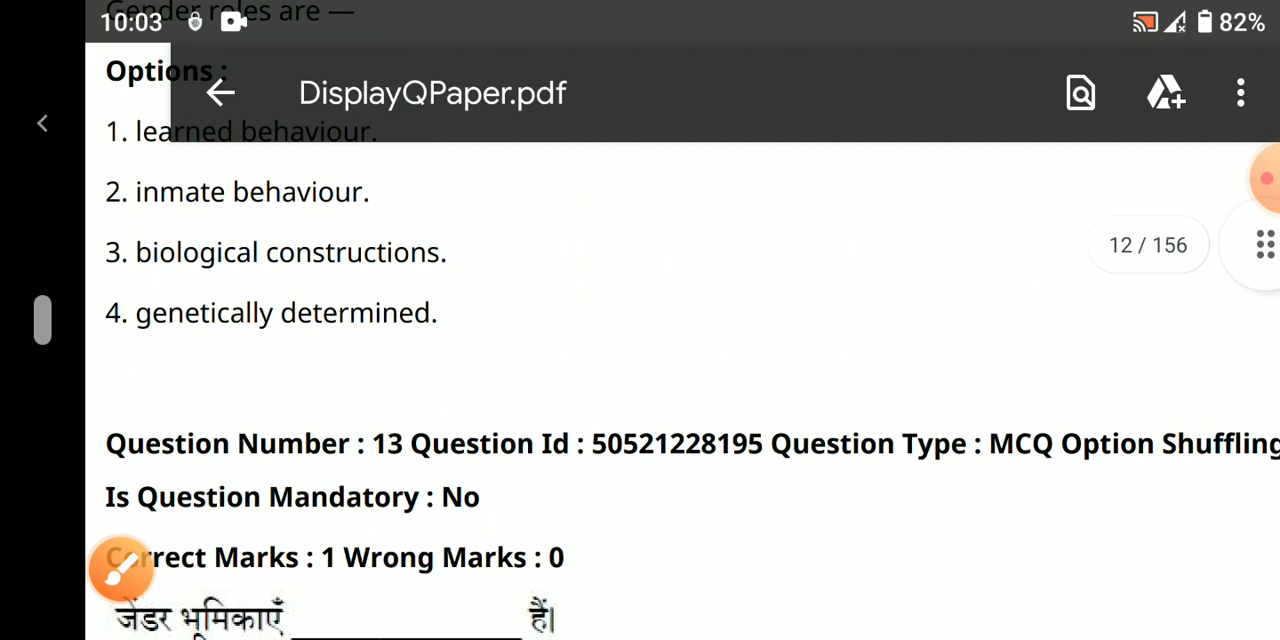 Gender roles are —
10:03
82%
Options :
DisplayQPaper.pdf
1. learned behaviour.
2. inmate behaviour.
3. biological constructions.
12 / 156
4. genetically determined.
Question Number : 13 Question Id : 50521228195 Question Type : MCQ Option Shuffling
Is Question Mandatory : No
Correct Marks : 1 Wrong Marks : 0
जेंडर भूमिकाएँ ____________ हैं।